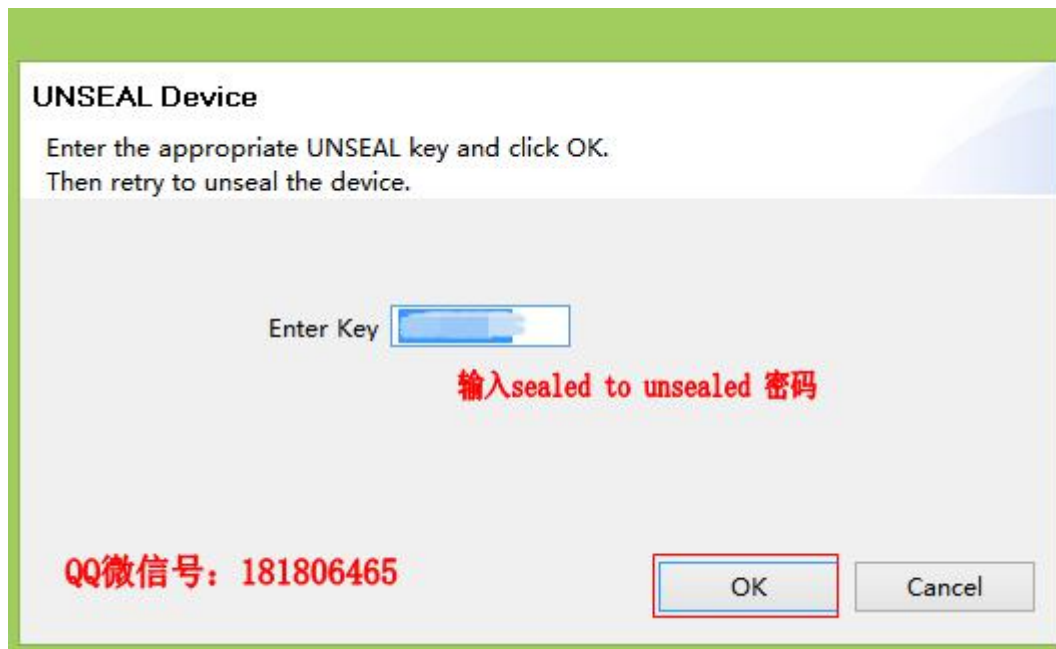 UNSEAL Device
Enter the appropriate UNSEAL key and click OK.
Then retry to unseal the device.
Enter Key
输入sealed to unsealed 密码
QQ微信号：181806465
OK Cancel